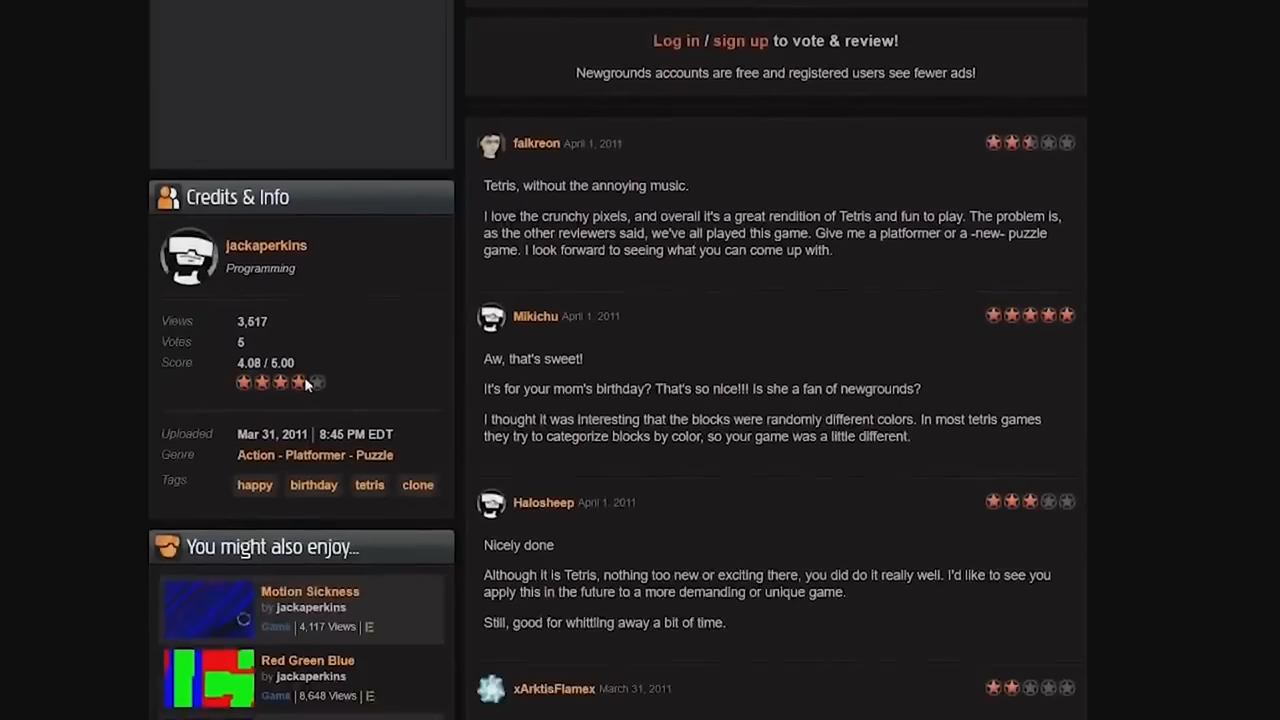 Log in / sign up to vote & review!
Newgrounds accounts are free and registered users see fewer ads!
Credits & Info
jackaperkins
Programming
Views 3,517
Votes 5
Score 4.08 / 5.00
Uploaded Mar 31, 2011 | 8:45 PM EDT
Genre Action - Platformer - Puzzle
Tags happy birthday tetris clone
You might also enjoy...
Motion Sickness
by jackaperkins
Game | 4,117 Views | E
Red Green Blue
by jackaperkins
Game | 8,648 Views | E
falkreon April 1, 2011
Tetris, without the annoying music.
I love the crunchy pixels, and overall it's a great rendition of Tetris and fun to play. The problem is,
as the other reviewers said, we've all played this game. Give me a platformer or a -new- puzzle
game. I look forward to seeing what you can come up with.
Mikichu April 1, 2011
Aw, that's sweet!
It's for your mom's birthday? That's so nice!!! Is she a fan of newgrounds?
I thought it was interesting that the blocks were randomly different colors. In most tetris games
they try to categorize blocks by color, so your game was a little different.
Halosheep April 1, 2011
Nicely done
Although it is Tetris, nothing too new or exciting there, you did do it really well. I'd like to see you
apply this in the future to a more demanding or unique game.
Still, good for whittling away a bit of time.
xArktisFlamex March 31, 2011